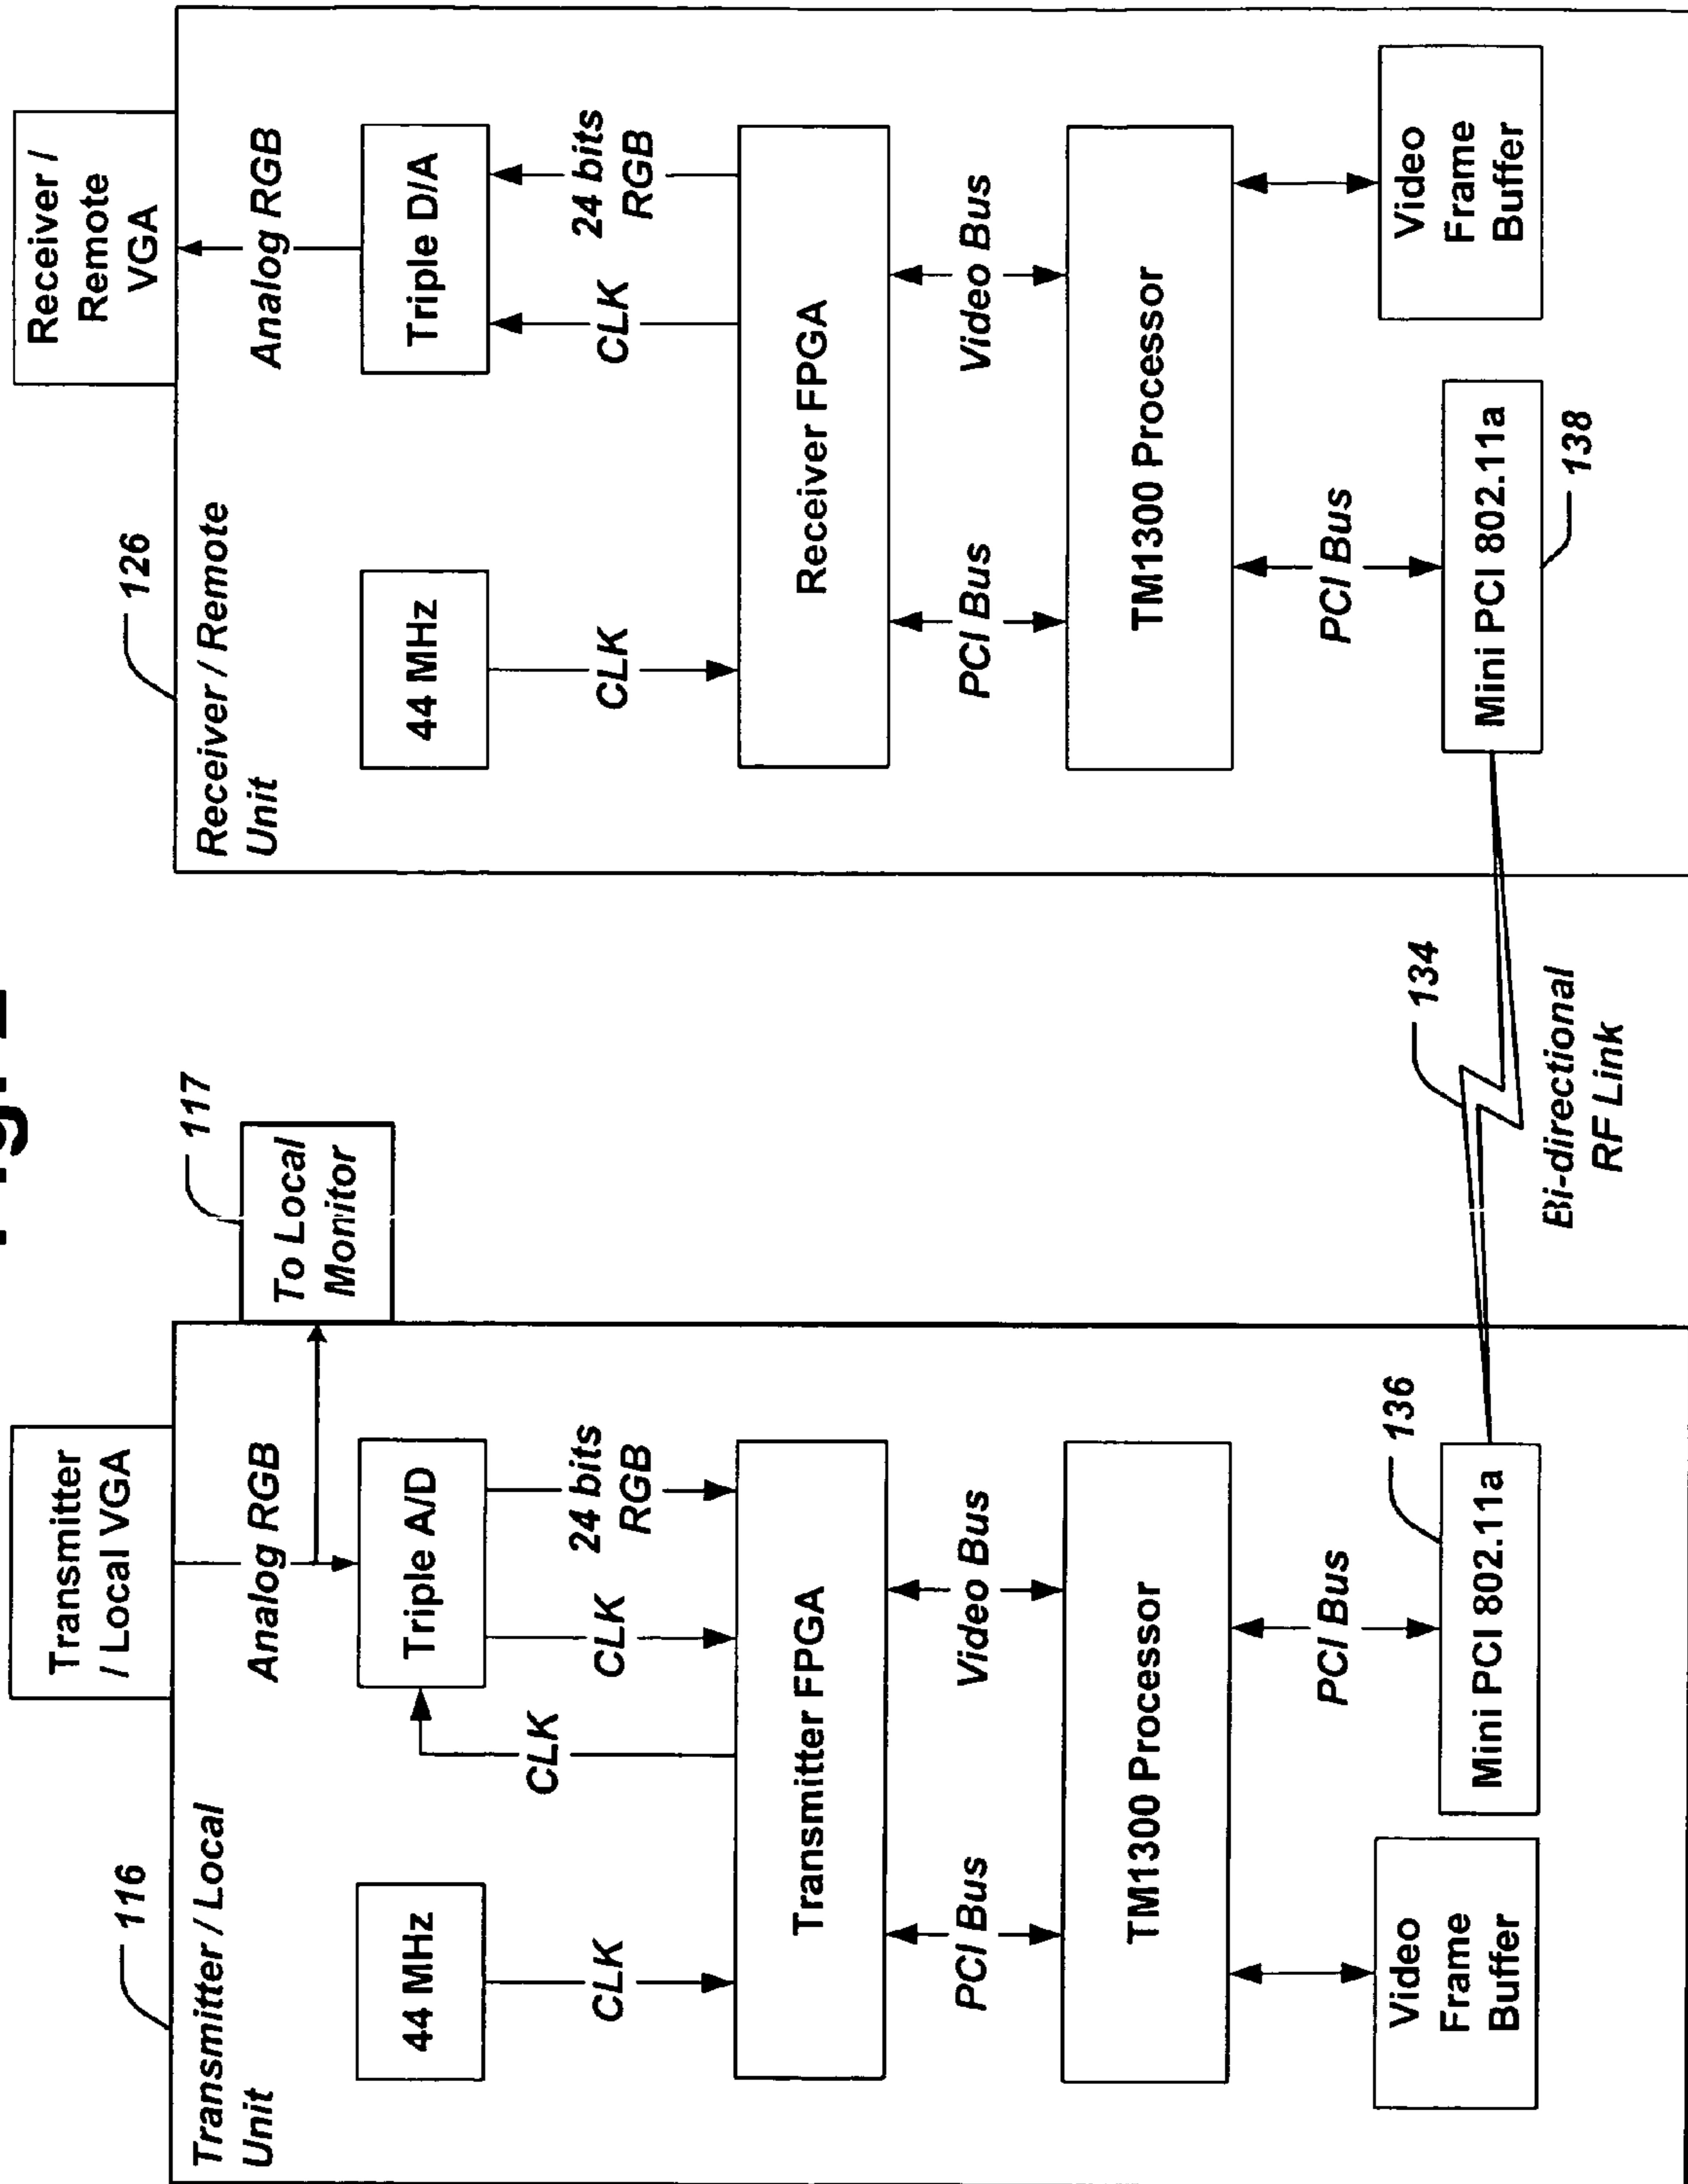 Transmitter
/ Local VGA
116
Transmitter / Local
Unit
Analog RGB
117
To Local
Monitor
44 MHz
Triple A/D
CLK
CLK
CLK
24 bits
RGB
Transmitter FPGA
PCI Bus
Video Bus
TM1300 Processor
PCI Bus
136
Video
Frame
Buffer
Mini PCI 802.11a
134
Bi-directional
RF Link
Receiver /
Remote
VGA
126
Receiver / Remote
Unit
Analog RGB
44 MHz
Triple D/A
CLK
CLK
24 bits
RGB
Receiver FPGA
PCI Bus
Video Bus
TM1300 Processor
PCI Bus
Mini PCI 802.11a
138
Video
Frame
Buffer